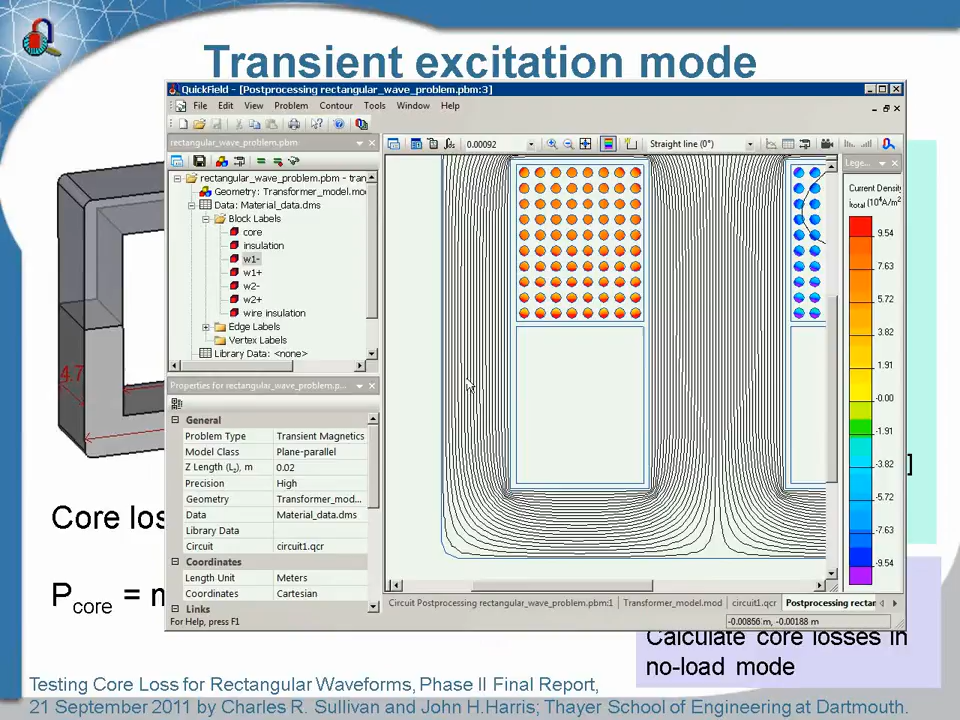 Transient excitation mode
QuickField - [Postprocessing rectangular_wave_problem.pbm:3]
File Edit View Problem Contour Tools Window Help
rectangular_wave_problem.pbm
0.00092
Straight line (0°)
rectangular_wave_problem.pbm - tran
Geometry: Transformer_model.mo
Data: Material_data.dms
Block Labels
core
insulation
w1-
w1+
w2-
w2+
wire insulation
Edge Labels
Vertex Labels
Library Data: <none>
Properties for rectangular_wave_problem.p...
General
Problem Type Transient Magnetics
Model Class Plane-parallel
Z Length (Lz), m 0.02
Precision High
Geometry Transformer_mod...
Data Material_data.dms
Library Data
Circuit circuit1.qcr
Coordinates
Length Unit Meters
Coordinates Cartesian
Links
Lege...
Current Density
itotal (10⁴A/m²
9.54
7.63
5.72
3.82
1.91
-0.00
-1.91
-3.82
-5.72
-7.63
-9.54
Circuit Postprocessing rectangular_wave_problem.pbm:1 Transformer_model.mod circuit1.qcr Postprocessing rectar
For Help, press F1
-0.00856 m, -0.00188 m
4.7
]
Core los
Pcore = m
Calculate core losses in
no-load mode
Testing Core Loss for Rectangular Waveforms, Phase II Final Report,
21 September 2011 by Charles R. Sullivan and John H.Harris; Thayer School of Engineering at Dartmouth.